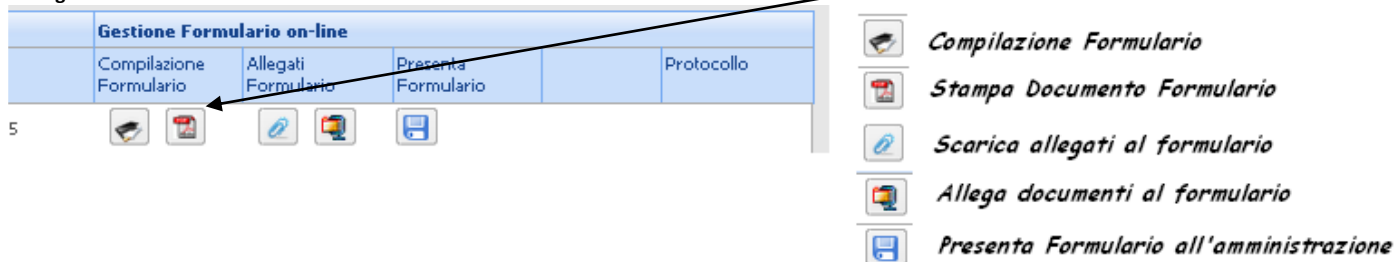 Gestione Formulario on-line
Compilazione Formulario
Allegati Formulario
Presenta Formulario
Protocollo
5
Compilazione Formulario
Stampa Documento Formulario
Scarica allegati al formulario
Allega documenti al formulario
Presenta Formulario all'amministrazione